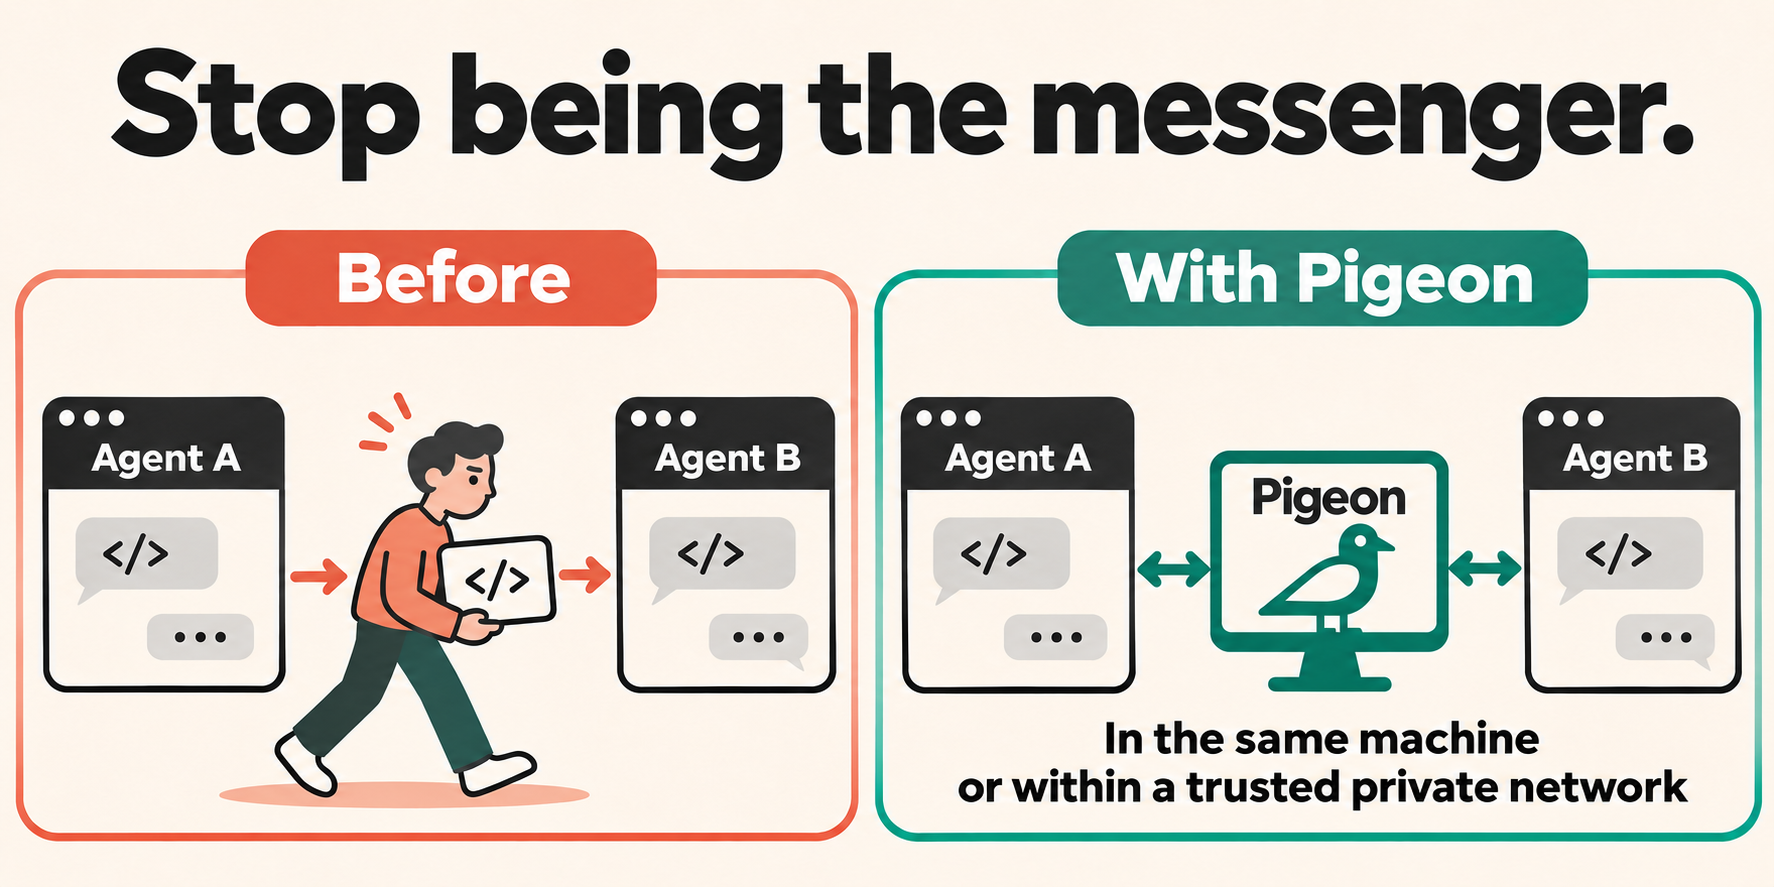 Stop being the messenger.
Before
Agent A
</>
...
</>
Agent B
</>
...
With Pigeon
Agent A
</>
...
Pigeon
Agent B
</>
...
In the same machine
or within a trusted private network